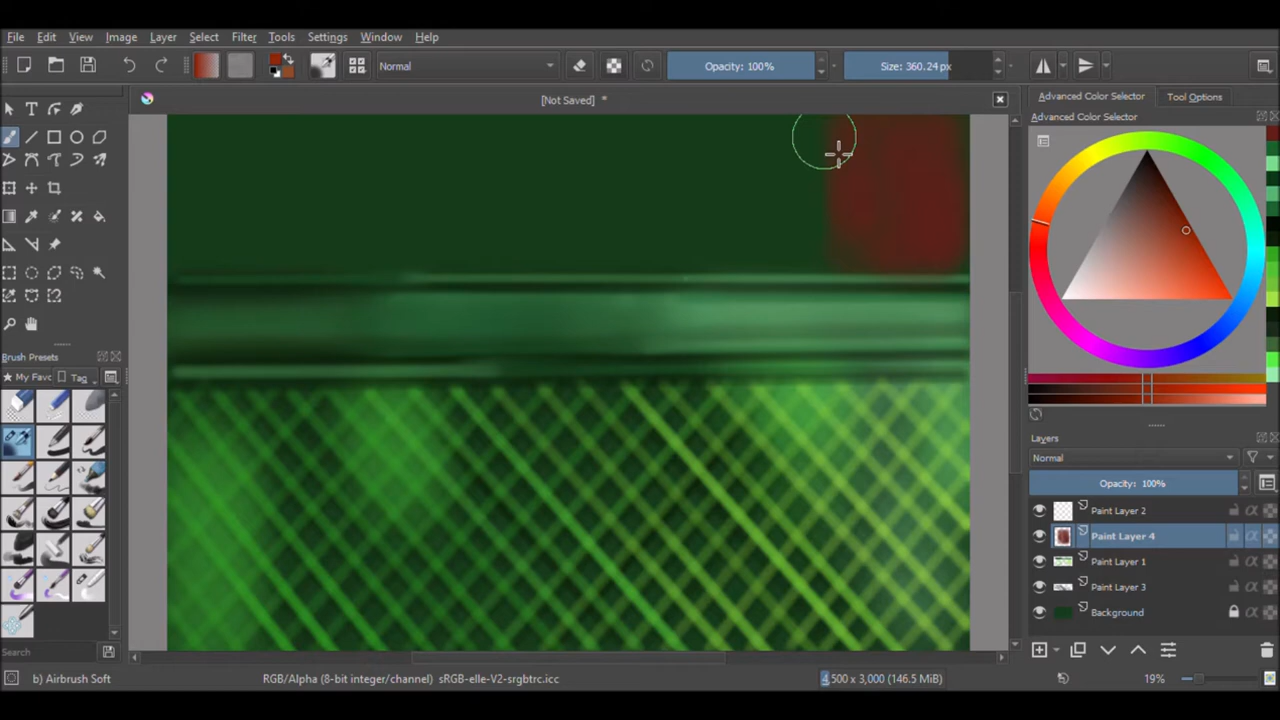 File Edit View Image Layer Select Filter Tools Settings Window Help
Normal Opacity: 100% Size: 360.24 px
[Not Saved] *
Advanced Color Selector Tool Options
Advanced Color Selector
Brush Presets
My Favo Tag
Layers
Normal
Opacity: 100%
Paint Layer 2
Paint Layer 4
Paint Layer 1
Paint Layer 3
Background
Search
b) Airbrush Soft RGB/Alpha (8-bit integer/channel) sRGB-elle-V2-srgbtrc.icc 4,500 x 3,000 (146.5 MiB) 19%